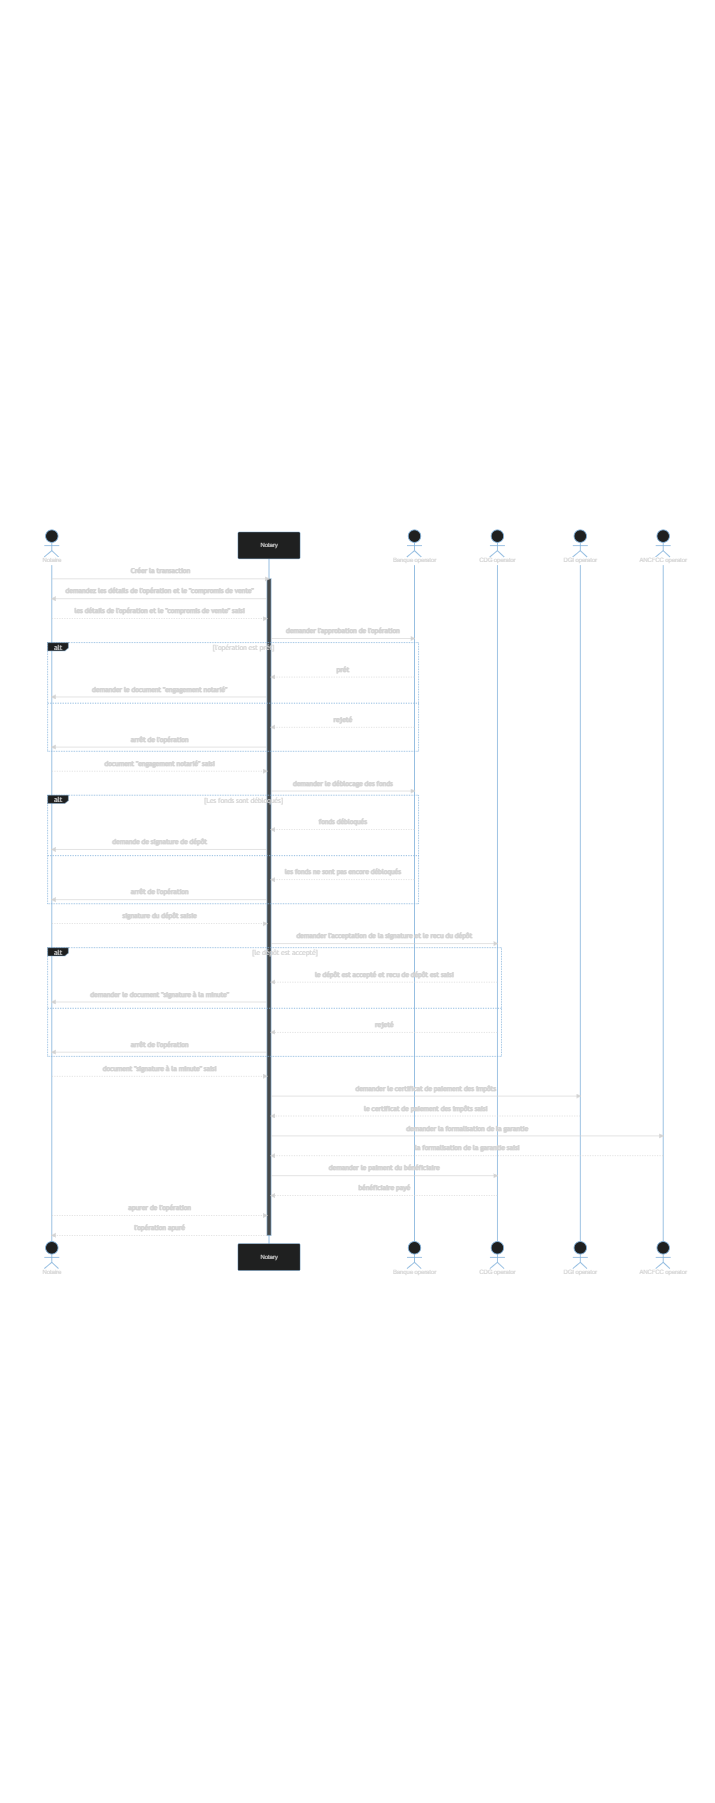 Notaire
Notary
Banque operator
CDG operator
DGI operator
ANCFCC operator
Créer la transaction
demandez les détails de l'opération et le "compromis de vente"
les détails de l'opération et le "compromis de vente" saisi
demander l'approbation de l'opération
alt
[l'opération est prêt]
prêt
demander le document "engagement notarié"
rejeté
arrêt de l'opération
document "engagement notarié" saisi
demander le déblocage des fonds
alt
[Les fonds sont débloqués]
fonds débloqués
demande de signature de dépôt
les fonds ne sont pas encore débloqués
arrêt de l'opération
signature du dépôt saisie
demander l'acceptation de la signature et le recu du dépôt
alt
[le dépôt est accepté]
le dépôt est accepté et recu de dépôt est saisi
demander le document "signature à la minute"
rejeté
arrêt de l'opération
document "signature à la minute" saisi
demander le certificat de paiement des impôts
le certificat de paiement des impôts saisi
demander la formalisation de la garantie
la formalisation de la garantie saisi
demander le paiment du bénéficiaire
bénéficiaire payé
apurer de l'opération
l'opération apuré
Notaire
Notary
Banque operator
CDG operator
DGI operator
ANCFCC operator